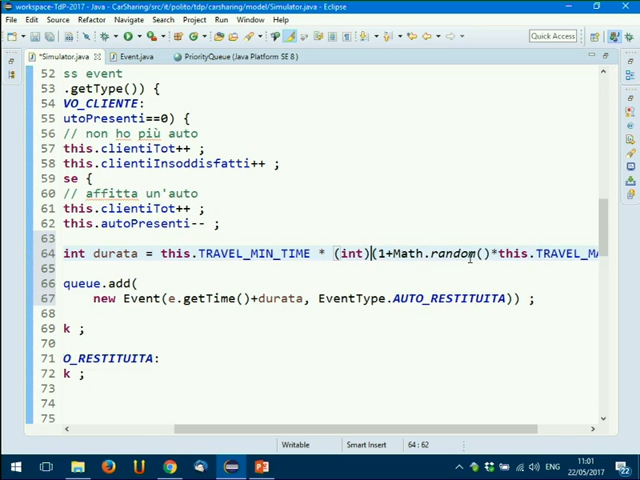 workspace-TdP-2017 - Java - CarSharing/src/it/polito/tdp/carsharing/model/Simulator.java - Eclipse
File Edit Source Refactor Navigate Search Project Run Window Help
Quick Access
*Simulator.java Event.java PriorityQueue (Java Platform SE 8 )
52 ss event
53 .getType()) {
54 VO_CLIENTE:
55 utoPresenti==0) {
56 // non ho più auto
57 this.clientiTot++ ;
58 this.clientiInsoddisfatti++ ;
59 se {
60 // affitta un'auto
61 this.clientiTot++ ;
62 this.autoPresenti-- ;
63
64 int durata = this.TRAVEL_MIN_TIME * (int)(1+Math.random()*this.TRAVEL_MA
65
66 queue.add(
67 new Event(e.getTime()+durata, EventType.AUTO_RESTITUITA)) ;
68
69 k ;
70
71 O_RESTITUITA:
72 k ;
73
74
75
Writable Smart Insert 64 : 62
ENG 11:01
22/05/2017 22